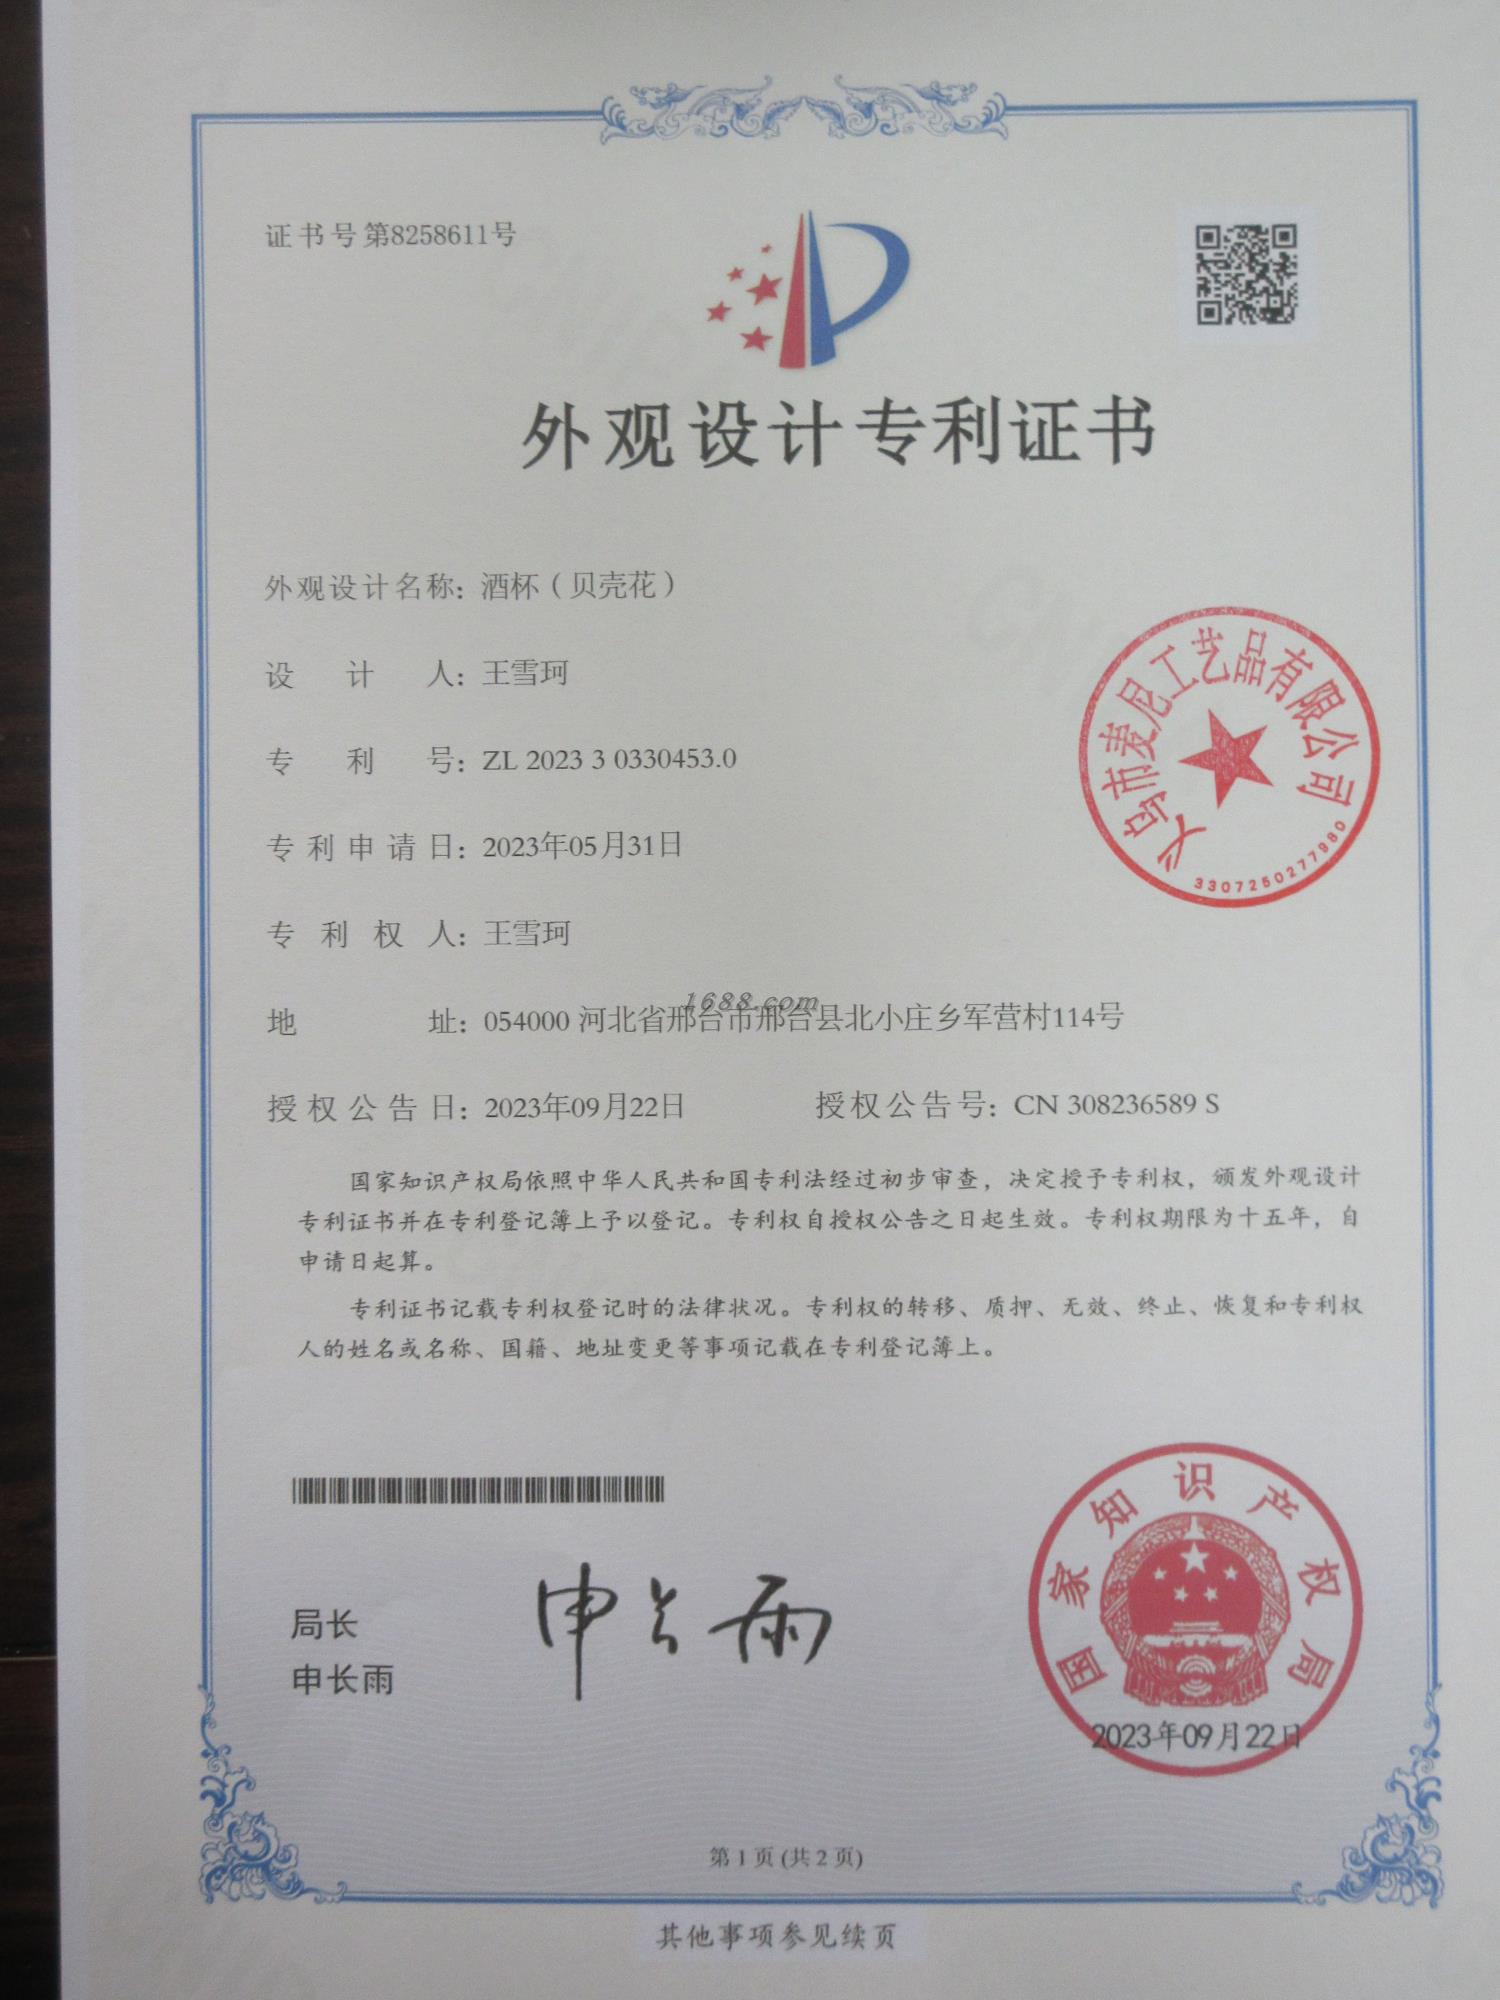 证书号第8258611号
外观设计专利证书
外观设计名称：酒杯（贝壳花）
设计人：王雪珂
专利号：ZL 2023 3 0330453.0
专利申请日：2023年05月31日
专利权人：王雪珂
义乌市麦尼工艺品有限公司
3307250277980
1688.com
地址：054000 河北省邢台市邢台县北小庄乡军营村114号
授权公告日：2023年09月22日 授权公告号：CN 308236589 S
国家知识产权局依照中华人民共和国专利法经过初步审查，决定授予专利权，颁发外观设计
专利证书并在专利登记簿上予以登记。专利权自授权公告之日起生效。专利权期限为十五年，自
申请日起算。
专利证书记载专利权登记时的法律状况。专利权的转移、质押、无效、终止、恢复和专利权
人的姓名或名称、国籍、地址变更等事项记载在专利登记簿上。
局长
申长雨
申长雨
国家知识产权局
2023年09月22日
第 1 页 (共 2 页)
其他事项参见续页